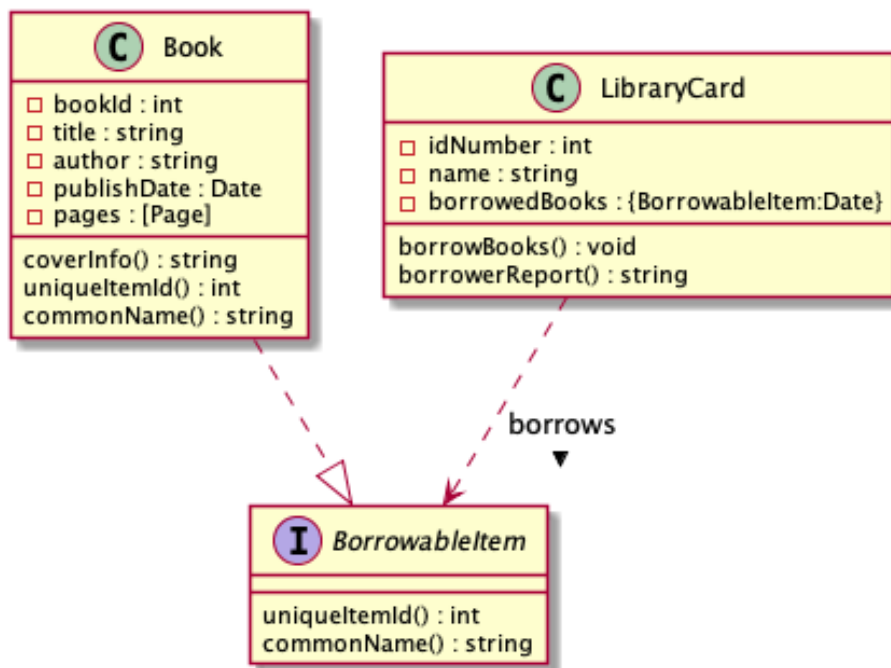 C Book
bookId : int
title : string
author : string
publishDate : Date
pages : [Page]
coverInfo() : string
uniqueItemId() : int
commonName() : string
C LibraryCard
idNumber : int
name : string
borrowedBooks : {BorrowableItem:Date}
borrowBooks() : void
borrowerReport() : string
borrows
I BorrowableItem
uniqueItemId() : int
commonName() : string